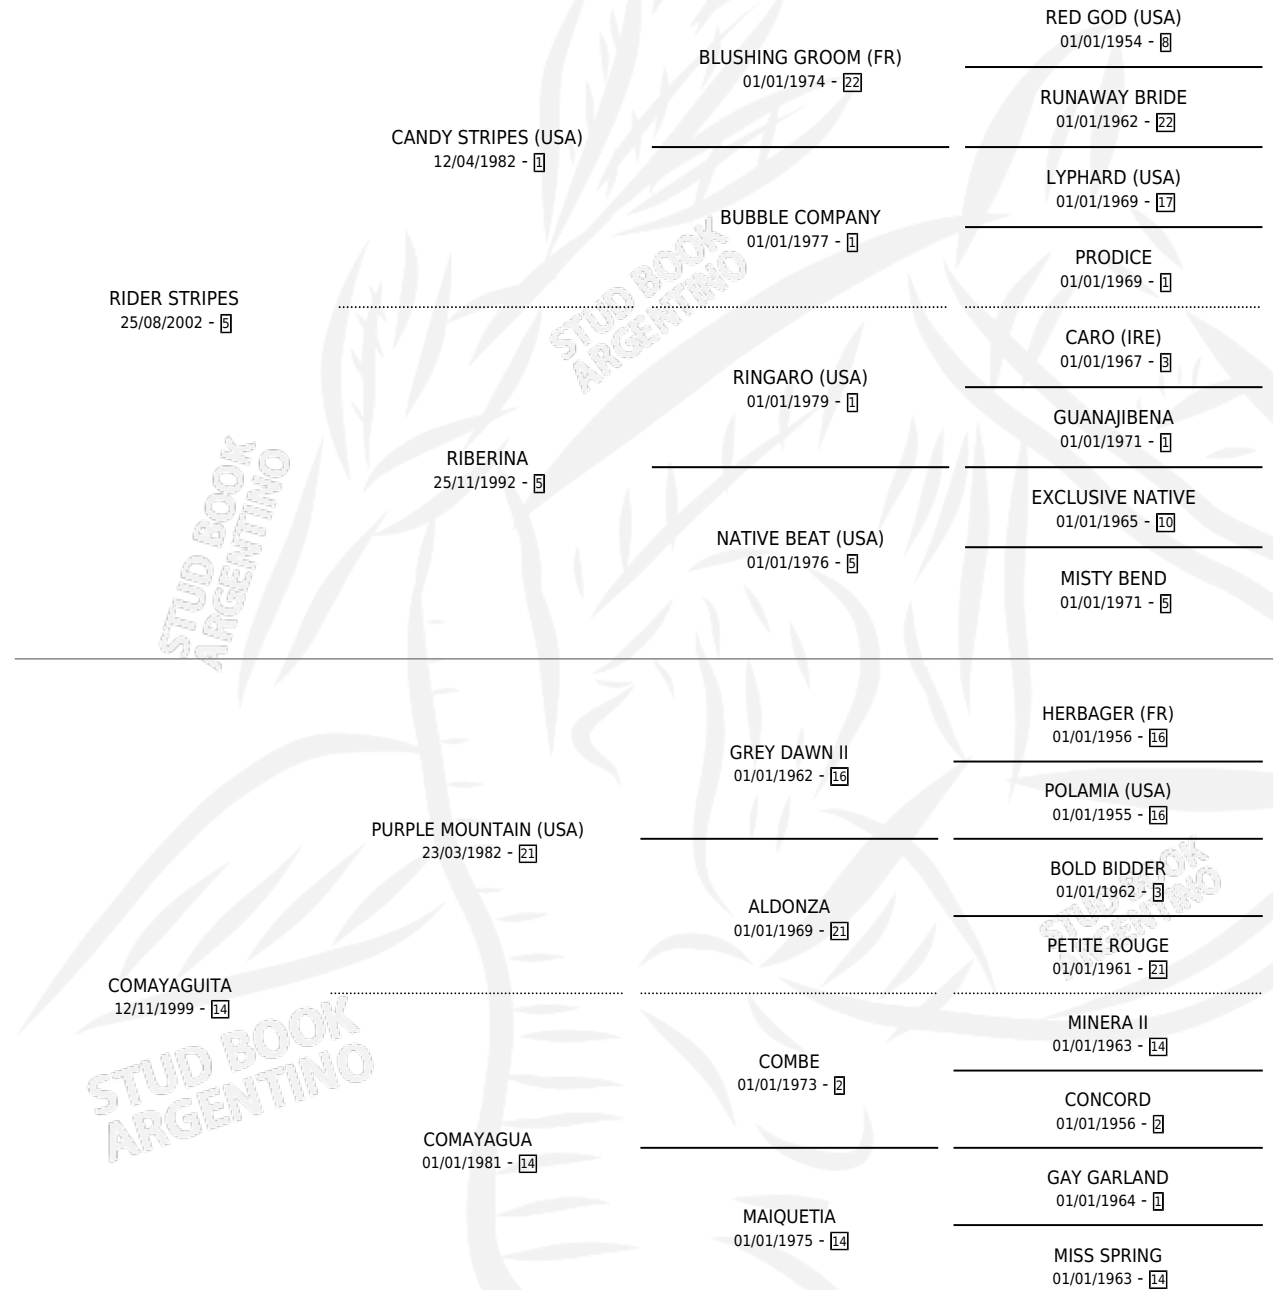 RED GOD (USA)
01/01/1954 - 8
BLUSHING GROOM (FR)
01/01/1974 - 22
RUNAWAY BRIDE
01/01/1962 - 22
CANDY STRIPES (USA)
12/04/1982 - 1
LYPHARD (USA)
01/01/1969 - 17
BUBBLE COMPANY
01/01/1977 - 1
PRODICE
01/01/1969 - 1
RIDER STRIPES
25/08/2002 - 5
STUD BOOK
ARGENTINO
CARO (IRE)
01/01/1967 - 3
RINGARO (USA)
01/01/1979 - 1
GUANAJIBENA
01/01/1971 - 1
RIBERINA
25/11/1992 - 5
EXCLUSIVE NATIVE
01/01/1965 - 10
NATIVE BEAT (USA)
01/01/1976 - 5
MISTY BEND
01/01/1971 - 5
STUD BOOK
ARGENTINO
HERBAGER (FR)
01/01/1956 - 16
GREY DAWN II
01/01/1962 - 16
POLAMIA (USA)
01/01/1955 - 16
PURPLE MOUNTAIN (USA)
23/03/1982 - 21
BOLD BIDDER
01/01/1962 - 3
ALDONZA
01/01/1969 - 21
PETITE ROUGE
01/01/1961 - 21
STUD BOOK
ARGENTINO
COMAYAGUITA
12/11/1999 - 14
MINERA II
01/01/1963 - 14
COMBE
01/01/1973 - 2
CONCORD
01/01/1956 - 2
STUD BOOK
ARGENTINO
COMAYAGUA
01/01/1981 - 14
GAY GARLAND
01/01/1964 - 1
MAIQUETIA
01/01/1975 - 14
MISS SPRING
01/01/1963 - 14